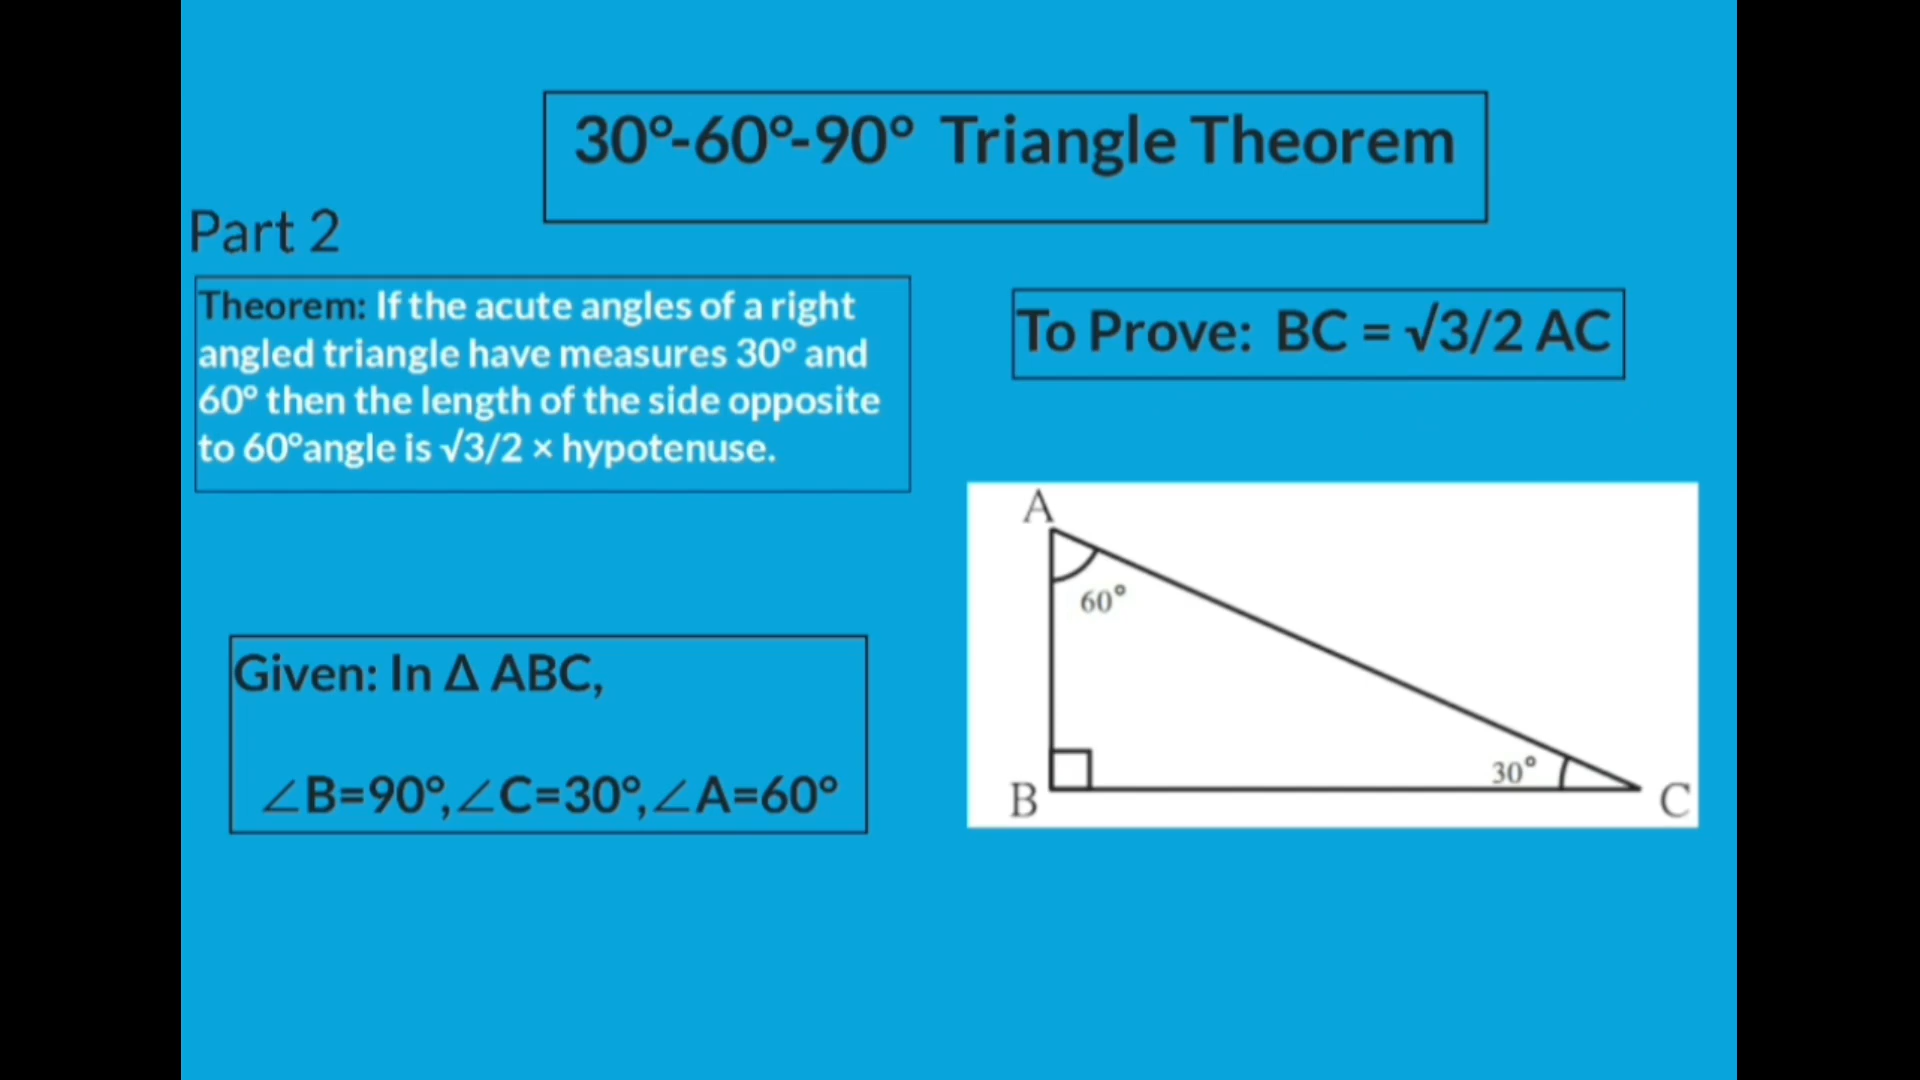 30°-60°-90° Triangle Theorem
Part 2
Theorem: If the acute angles of a right
angled triangle have measures 30° and
60° then the length of the side opposite
to 60°angle is √3/2 × hypotenuse.
To Prove: BC = √3/2 AC
Given: In Δ ABC,
∠B=90°,∠C=30°,∠A=60°
A
60°
30°
B
C